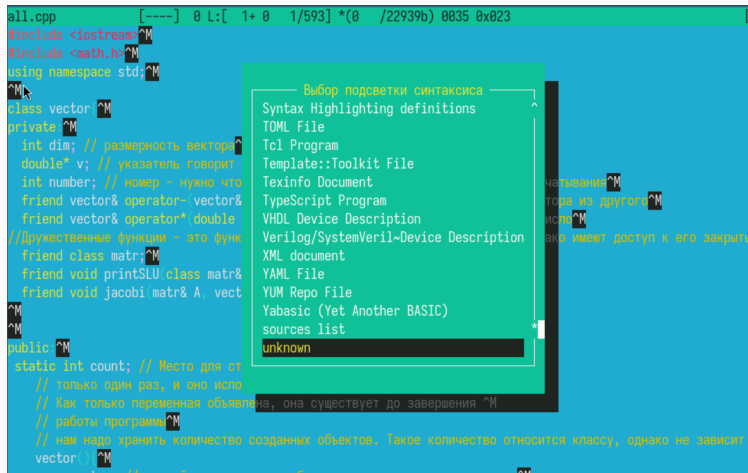 all.cpp [----] 0 L:[ 1+ 0 1/593] *(0 /22939b) 0035 0x023
#include <iostream>^M
#include <math.h>^M
using namespace std;^M
^M
class vector{^M
private:^M
int dim; // размерность вектора^
double* v; // указатель говорит
int number; // номер - нужно что чатывания^M
friend vector& operator-(vector& тора из другого^M
friend vector& operator*(double исло^M
//Дружественные функции - это функ ако имеют доступ к его закрыты
friend class matr;^M
friend void printSLU(class matr&
friend void jacobi(matr& A, vect
^M
^M
public:^M
static int count; // Место для ст
// только один раз, и оно испо
// Как только переменная объявлена, она существует до завершения ^M
// работы программы^M
// нам надо хранить количество созданных объектов. Такое количество относится классу, однако не зависит
vector(){^M
Выбор подсветки синтаксиса
Syntax Highlighting definitions ^
TOML File
Tcl Program
Template::Toolkit File
Texinfo Document
TypeScript Program
VHDL Device Description
Verilog/SystemVeril~Device Description
XML document
YAML File
YUM Repo File
Yabasic (Yet Another BASIC)
sources list *
unknown